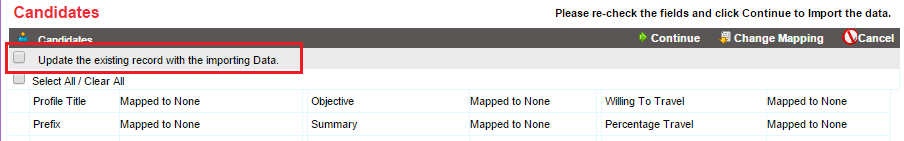 Candidates Please re-check the fields and click Continue to Import the data.
Candidates Continue Change Mapping Cancel
Update the existing record with the importing Data.
Select All / Clear All
Profile Title Mapped to None Objective Mapped to None Willing To Travel Mapped to None
Prefix Mapped to None Summary Mapped to None Percentage Travel Mapped to None